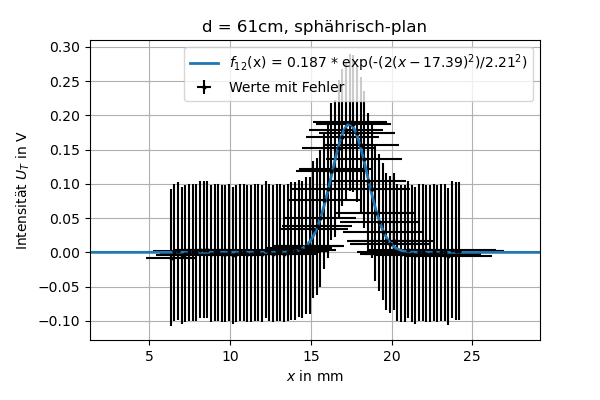 d = 61cm, sphährisch-plan
f₁₂(x) = 0.187 * exp(-(2(x − 17.39)²)/2.21²)
Werte mit Fehler
Intensität U_T in V
0.30
0.25
0.20
0.15
0.10
0.05
0.00
−0.05
−0.10
5 10 15 20 25
x in mm